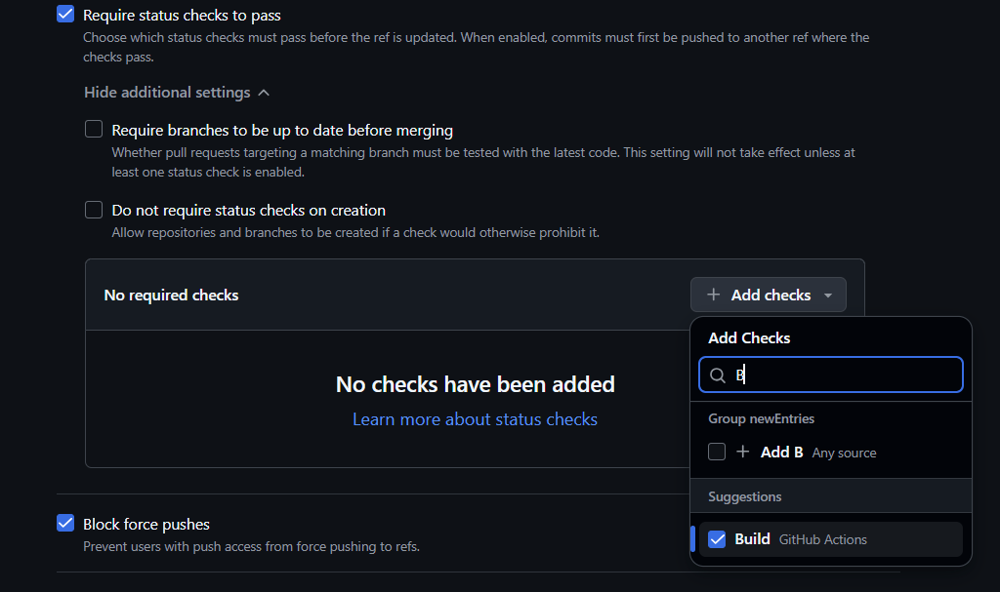 Require status checks to pass
Choose which status checks must pass before the ref is updated. When enabled, commits must first be pushed to another ref where the
checks pass.
Hide additional settings
Require branches to be up to date before merging
Whether pull requests targeting a matching branch must be tested with the latest code. This setting will not take effect unless at
least one status check is enabled.
Do not require status checks on creation
Allow repositories and branches to be created if a check would otherwise prohibit it.
No required checks
Add checks
No checks have been added
Learn more about status checks
Add Checks
B
Group newEntries
Add B Any source
Suggestions
Build GitHub Actions
Block force pushes
Prevent users with push access from force pushing to refs.